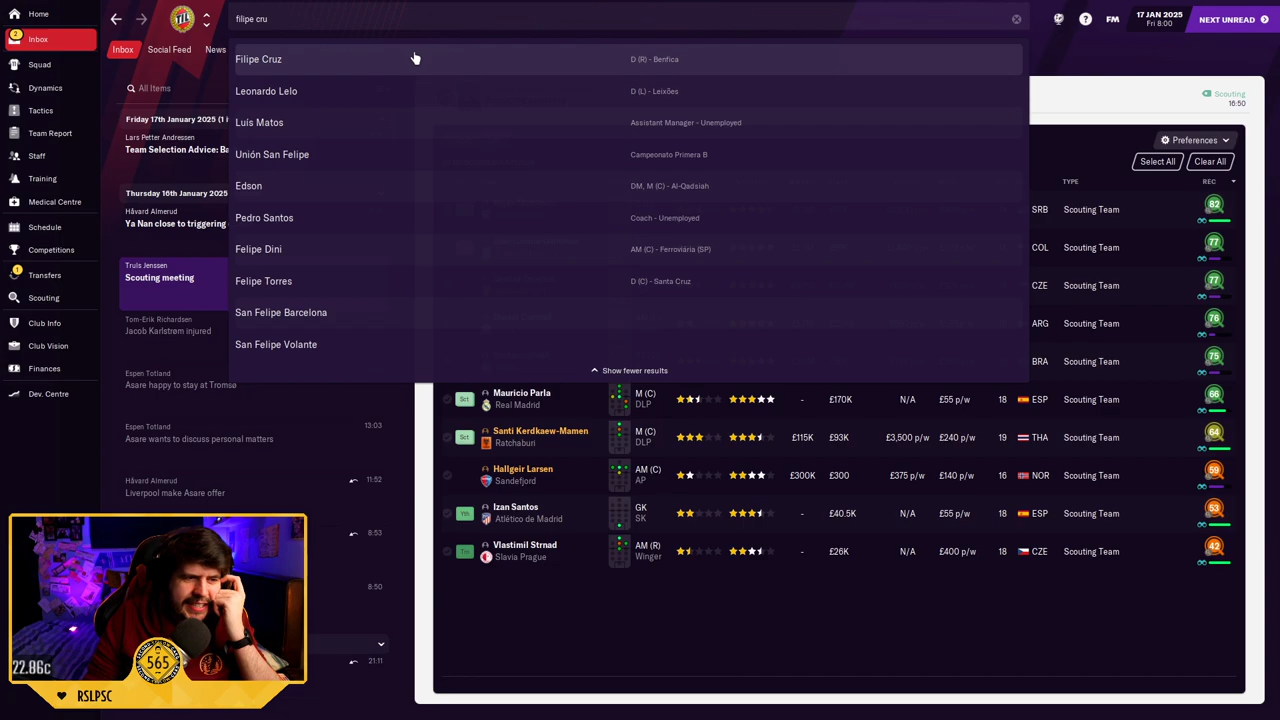 Home
filipe cru
FM
17 JAN 2025
Fri 8:00
NEXT UNREAD
2
Inbox
Inbox
Social Feed
News
Filipe Cruz
D (R) - Benfica
Squad
Dynamics
All Items
Leonardo Lelo
D (L) - Leixões
Scouting
16:50
Tactics
Friday 17th January 2025 (1 i
Luís Matos
Assistant Manager - Unemployed
Team Report
Lars Petter Andressen
Team Selection Advice: Ba
Unión San Felipe
Campeonato Primera B
Preferences
Select All
Clear All
Staff
Training
Thursday 16th January 2025
Edson
DM, M (C) - Al-Qadsiah
TYPE
REC
Medical Centre
Håvard Almerud
Ya Nan close to triggering
Pedro Santos
Coach - Unemployed
SRB
Scouting Team
82
Schedule
Competitions
Felipe Dini
AM (C) - Ferroviária (SP)
COL
Scouting Team
77
1
Transfers
Truls Jenssen
Scouting meeting
Felipe Torres
D (C) - Santa Cruz
CZE
Scouting Team
77
Scouting
Club Info
Tom-Erik Richardsen
Jacob Karlstrøm injured
San Felipe Barcelona
ARG
Scouting Team
76
Club Vision
San Felipe Volante
Finances
Espen Totland
Asare happy to stay at Tromsø
Show fewer results
BRA
Scouting Team
75
Dev. Centre
Sct
Mauricio Parla
Real Madrid
M (C)
DLP
-
£170K
N/A
£55 p/w
18
ESP
Scouting Team
66
Espen Totland
13:03
Asare wants to discuss personal matters
Sct
Santi Kerdkaew-Mamen
Ratchaburi
M (C)
DLP
£115K
£93K
£3,500 p/w
£240 p/w
19
THA
Scouting Team
64
Håvard Almerud
11:52
Liverpool make Asare offer
Hallgeir Larsen
Sandefjord
AM (C)
AP
£300K
£300
£375 p/w
£140 p/w
16
NOR
Scouting Team
59
8:53
Yth
Izan Santos
Atlético de Madrid
GK
SK
-
£40.5K
N/A
£55 p/w
18
ESP
Scouting Team
53
Trn
Vlastimil Strnad
Slavia Prague
AM (R)
Winger
-
£26K
N/A
£400 p/w
18
CZE
Scouting Team
42
8:50
21:11
22.86c
565
RSLPSC